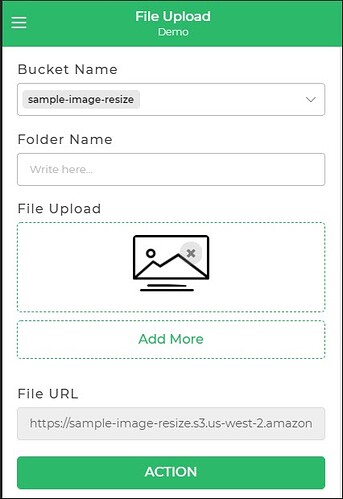 File Upload
Demo
Bucket Name
sample-image-resize
Folder Name
Write here...
File Upload
Add More
File URL
https://sample-image-resize.s3.us-west-2.amazon
ACTION